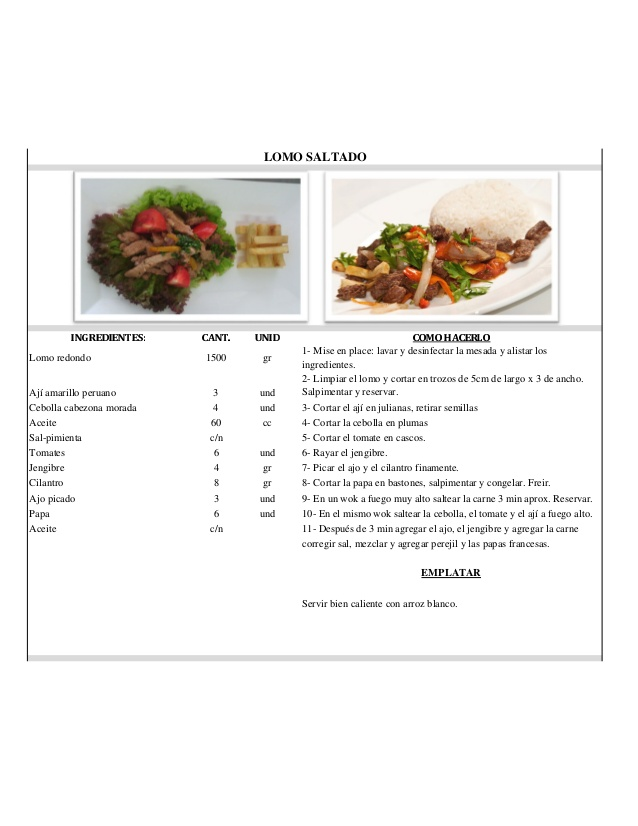 LOMO SALTADO
INGREDIENTES: CANT. UNID COMO HACERLO
Lomo redondo 1500 gr 1- Mise en place: lavar y desinfectar la mesada y alistar los
ingredientes.
2- Limpiar el lomo y cortar en trozos de 5cm de largo x 3 de ancho.
Ají amarillo peruano 3 und Salpimentar y reservar.
Cebolla cabezona morada 4 und 3- Cortar el ají en julianas, retirar semillas
Aceite 60 cc 4- Cortar la cebolla en plumas
Sal-pimienta c/n 5- Cortar el tomate en cascos.
Tomates 6 und 6- Rayar el jengibre.
Jengibre 4 gr 7- Picar el ajo y el cilantro finamente.
Cilantro 8 gr 8- Cortar la papa en bastones, salpimentar y congelar. Freir.
Ajo picado 3 und 9- En un wok a fuego muy alto saltear la carne 3 min aprox. Reservar.
Papa 6 und 10- En el mismo wok saltear la cebolla, el tomate y el ají a fuego alto.
Aceite c/n 11- Después de 3 min agregar el ajo, el jengibre y agregar la carne
corregir sal, mezclar y agregar perejil y las papas francesas.
EMPLATAR
Servir bien caliente con arroz blanco.